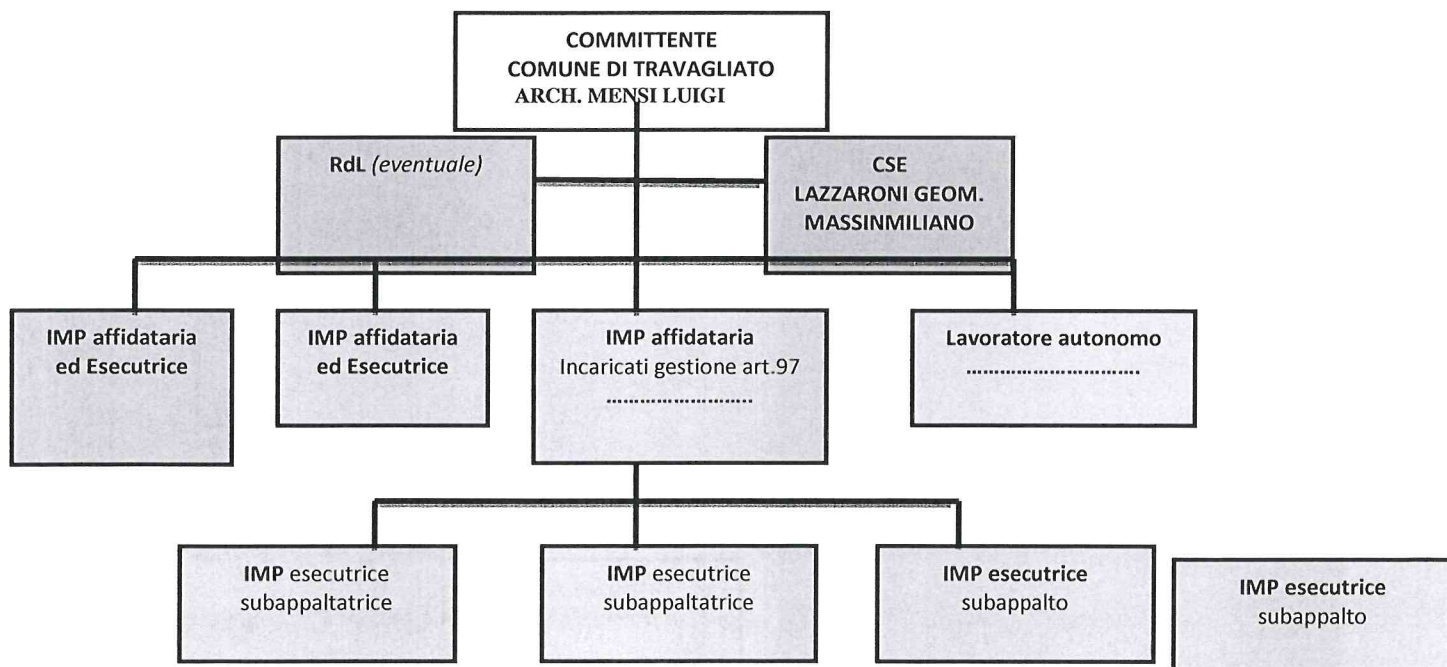 COMMITTENTE
COMUNE DI TRAVAGLIATO
ARCH. MENSI LUIGI
RdL (eventuale)
CSE
LAZZARONI GEOM.
MASSINMILIANO
IMP affidataria
ed Esecutrice
IMP affidataria
ed Esecutrice
IMP affidataria
Incaricati gestione art.97
........................
Lavoratore autonomo
............................
IMP esecutrice
subappaltatrice
IMP esecutrice
subappaltatrice
IMP esecutrice
subappalto
IMP esecutrice
subappalto